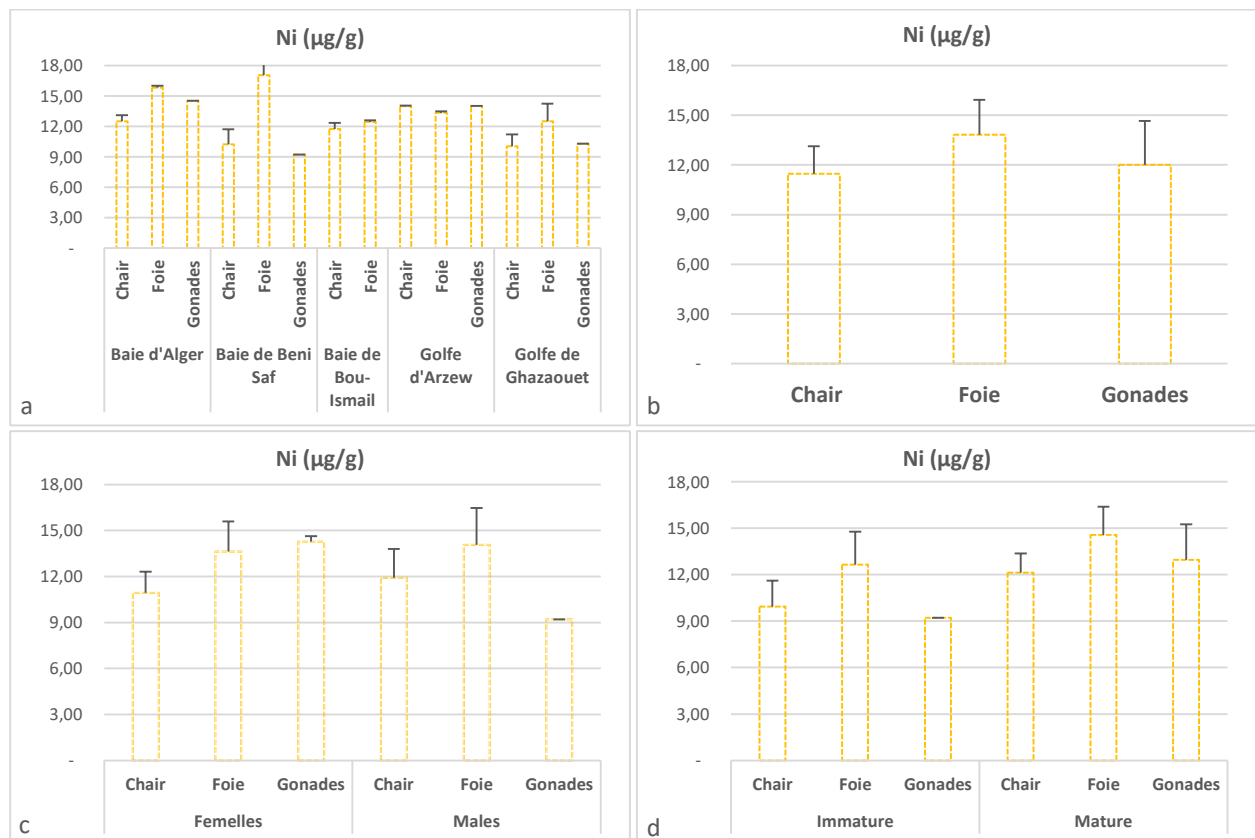 Ni (µg/g)
18,00
15,00
12,00
9,00
6,00
3,00
-
Chair
Foie
Gonades
Chair
Foie
Gonades
Chair
Foie
Chair
Foie
Gonades
Chair
Foie
Gonades
Baie d'Alger
Baie de Beni
Saf
Baie de
Bou-
Ismail
Golfe
d'Arzew
Golfe de
Ghazaouet
a
Ni (µg/g)
18,00
15,00
12,00
9,00
6,00
3,00
-
Chair Foie Gonades
b
Ni (µg/g)
18,00
15,00
12,00
9,00
6,00
3,00
-
Chair Foie Gonades Chair Foie Gonades
Femelles Males
c
Ni (µg/g)
18,00
15,00
12,00
9,00
6,00
3,00
-
Chair Foie Gonades Chair Foie Gonades
Immature Mature
d